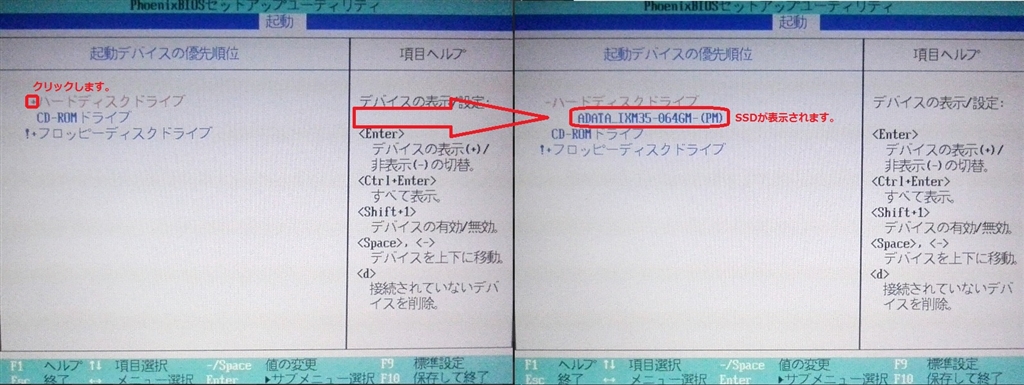 PhoenixBIOSセットアップユーティリティ
起動
起動デバイスの優先順位
項目ヘルプ
クリックします。
+ハードディスクドライブ
CD-ROMドライブ
!+フロッピーディスクドライブ
デバイスの表示/設定:
<Enter>
デバイスの表示(+)/
非表示(-)の切替。
<Ctrl+Enter>
すべて表示。
<Shift+1>
デバイスの有効/無効。
<Space>, <->
デバイスを上下に移動。
<d>
接続されていないデバ
イスを削除。
F1 ヘルプ ↑↓ 項目選択 -/Space 値の変更 F9 標準設定
Esc 終了 ←→ メニュー選択 Enter ▶サブメニュー選択 F10 保存して終了
PhoenixBIOSセットアップユーティリティ
起動
起動デバイスの優先順位
項目ヘルプ
-ハードディスクドライブ
ADATA_IXM35-064GM-(PM)
SSDが表示されます。
CD-ROMドライブ
!+フロッピーディスクドライブ
デバイスの表示/設定:
<Enter>
デバイスの表示(+)/
非表示(-)の切替。
<Ctrl+Enter>
すべて表示。
<Shift+1>
デバイスの有効/無効。
<Space>, <->
デバイスを上下に移動。
<d>
接続されていないデバ
イスを削除。
F1 ヘルプ ↑↓ 項目選択 -/Space 値の変更 F9 標準設定
Esc 終了 ←→ メニュー選択 Enter ▶サブメニュー選択 F10 保存して終了